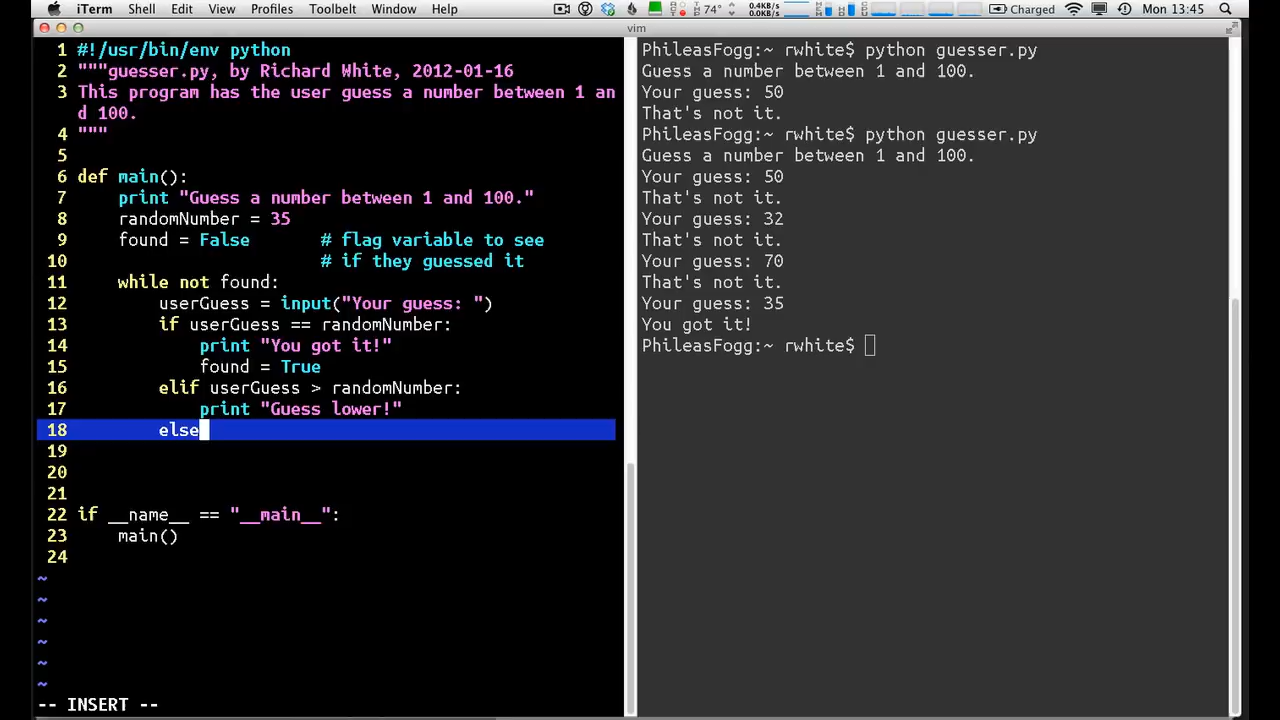 iTerm Shell Edit View Profiles Toolbelt Window Help 74° 0.4KB/s 0.0KB/s Charged Mon 13:45
vim
1 #!/usr/bin/env python
2 """guesser.py, by Richard White, 2012-01-16
3 This program has the user guess a number between 1 an
d 100.
4 """
5
6 def main():
7 print "Guess a number between 1 and 100."
8 randomNumber = 35
9 found = False # flag variable to see
10 # if they guessed it
11 while not found:
12 userGuess = input("Your guess: ")
13 if userGuess == randomNumber:
14 print "You got it!"
15 found = True
16 elif userGuess > randomNumber:
17 print "Guess lower!"
18 else
19
20
21
22 if __name__ == "__main__":
23 main()
24
~
~
~
~
~
~
-- INSERT --
PhileasFogg:~ rwhite$ python guesser.py
Guess a number between 1 and 100.
Your guess: 50
That's not it.
PhileasFogg:~ rwhite$ python guesser.py
Guess a number between 1 and 100.
Your guess: 50
That's not it.
Your guess: 32
That's not it.
Your guess: 70
That's not it.
Your guess: 35
You got it!
PhileasFogg:~ rwhite$